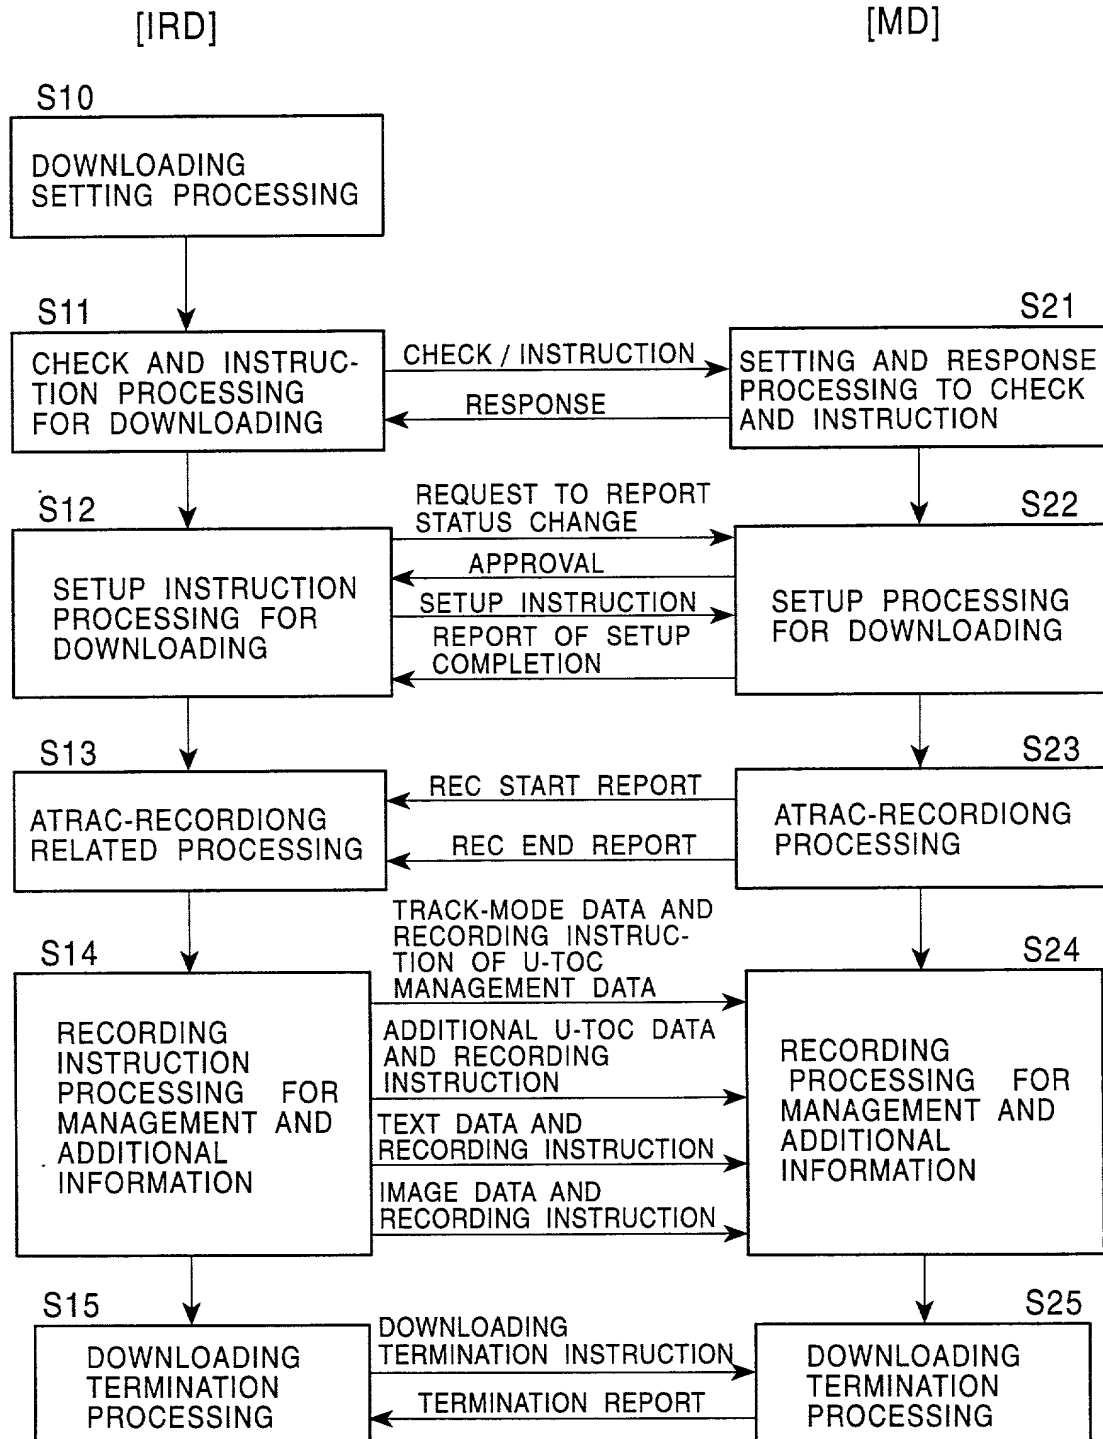 [IRD]
[MD]
S10
DOWNLOADING
SETTING PROCESSING
S11
CHECK AND INSTRUC-
TION PROCESSING
FOR DOWNLOADING
CHECK / INSTRUCTION
RESPONSE
S21
SETTING AND RESPONSE
PROCESSING TO CHECK
AND INSTRUCTION
S12
SETUP INSTRUCTION
PROCESSING FOR
DOWNLOADING
REQUEST TO REPORT
STATUS CHANGE
APPROVAL
SETUP INSTRUCTION
REPORT OF SETUP
COMPLETION
S22
SETUP PROCESSING
FOR DOWNLOADING
S13
ATRAC-RECORDIONG
RELATED PROCESSING
REC START REPORT
REC END REPORT
S23
ATRAC-RECORDIONG
PROCESSING
S14
RECORDING
INSTRUCTION
PROCESSING FOR
MANAGEMENT AND
ADDITIONAL
INFORMATION
TRACK-MODE DATA AND
RECORDING INSTRUC-
TION OF U-TOC
MANAGEMENT DATA
ADDITIONAL U-TOC DATA
AND RECORDING
INSTRUCTION
TEXT DATA AND
RECORDING INSTRUCTION
IMAGE DATA AND
RECORDING INSTRUCTION
S24
RECORDING
PROCESSING FOR
MANAGEMENT AND
ADDITIONAL
INFORMATION
S15
DOWNLOADING
TERMINATION
PROCESSING
DOWNLOADING
TERMINATION INSTRUCTION
TERMINATION REPORT
S25
DOWNLOADING
TERMINATION
PROCESSING